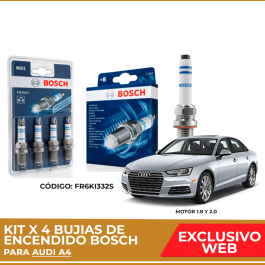 BOSCH
BOSCH
CÓDIGO: FR6KI332S
MOTOR 1.8 Y 2.0
KIT X 4 BUJIAS DE
ENCENDIDO BOSCH
PARA AUDI A4
EXCLUSIVO
WEB